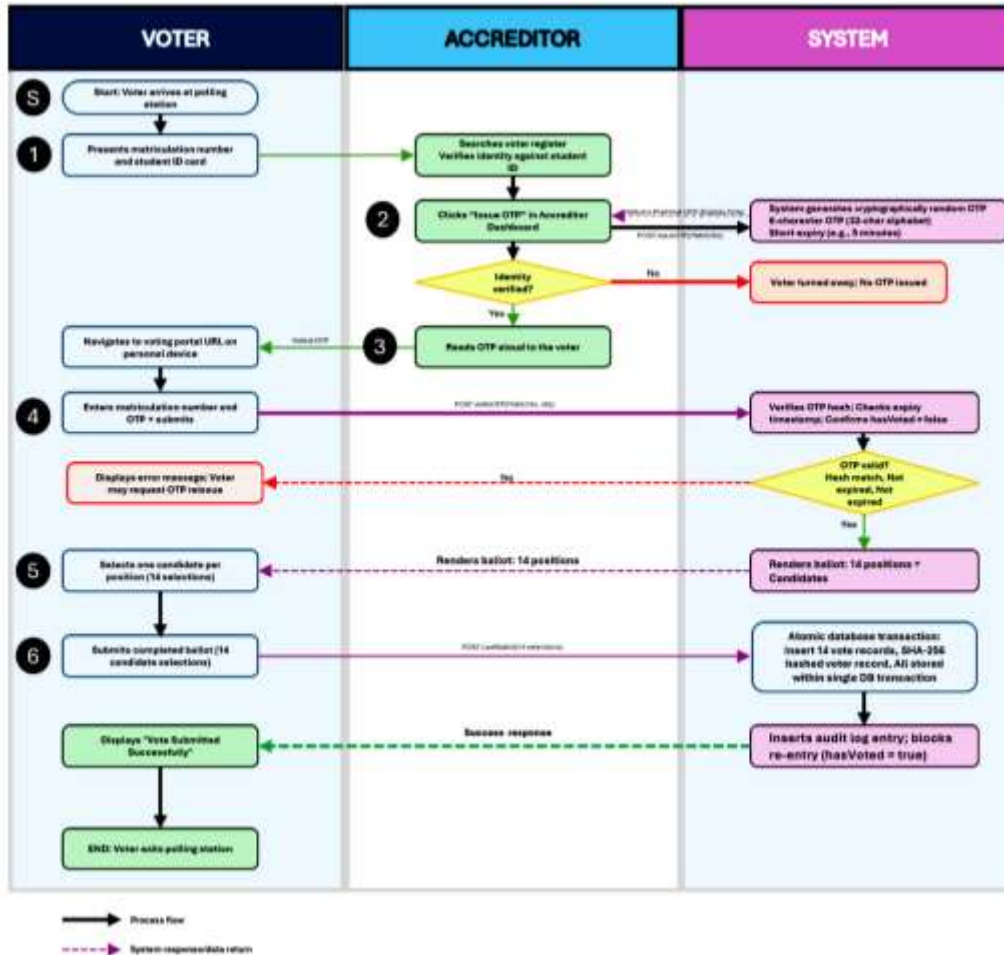 VOTER
ACCREDITOR
SYSTEM
S
Start: Voter arrives at polling
station
1
Presents matriculation number
and student ID card
Searches voter register
Verifies identity against student
ID
2
Clicks "Issue OTP" in Accreditor
Dashboard
System generates cryptographically random OTP
6-character OTP (32-char alphabet)
Short expiry (e.g., 5 minutes)
Identity
verified?
No
Voter turned away; No OTP issued
Yes
Navigates to voting portal URL on
personal device
3
Reads OTP aloud to the voter
4
Enters matriculation number and
OTP + submits
Verifies OTP hash; Checks expiry
timestamp; Confirms hasVoted = false
Displays error message; Voter
may request OTP reissue
OTP valid?
Hash match, Not
expired, Not
expired
Yes
5
Selects one candidate per
position (14 selections)
Renders ballot: 14 positions
Renders ballot: 14 positions +
Candidates
6
Submits completed ballot (14
candidate selections)
Atomic database transaction:
Insert 14 vote records, SHA-256
hashed voter record, All stored
within single DB transaction
Displays "Vote Submitted
Successfully"
Success response
Inserts audit log entry; blocks
re-entry (hasVoted = true)
END: Voter exits polling station
Process flow
System response/data return